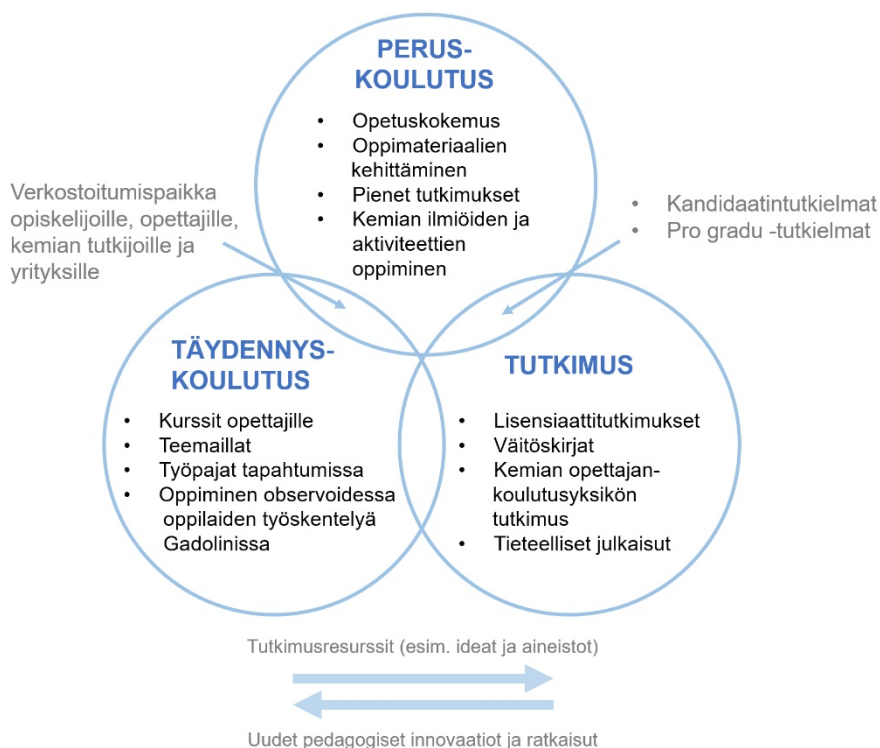 PERUS-
KOULUTUS
• Opetuskokemus
• Oppimateriaalien
kehittäminen
• Pienet tutkimukset
• Kemian ilmiöiden ja
aktiviteettien
oppiminen
Verkostoitumispaikka
opiskelijoille, opettajille,
kemian tutkijoille ja
yrityksille
• Kandidaatintutkielmat
• Pro gradu -tutkielmat
TÄYDENNYS-
KOULUTUS
• Kurssit opettajille
• Teemaillat
• Työpajat tapahtumissa
• Oppiminen observoidessa
oppilaiden työskentelyä
Gadolinissa
TUTKIMUS
• Lisensiaattitutkimukset
• Väitöskirjat
• Kemian opettajan-
koulutusyksikön
tutkimus
• Tieteelliset julkaisut
Tutkimusresurssit (esim. ideat ja aineistot)
Uudet pedagogiset innovaatiot ja ratkaisut